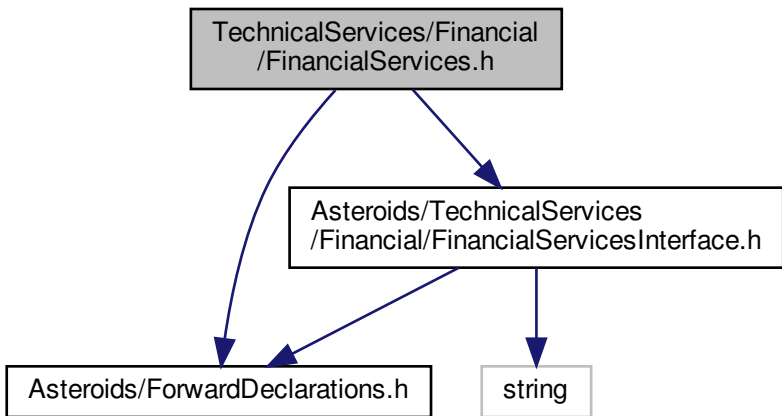 TechnicalServices/Financial
/FinancialServices.h
Asteroids/TechnicalServices
/Financial/FinancialServicesInterface.h
Asteroids/ForwardDeclarations.h
string